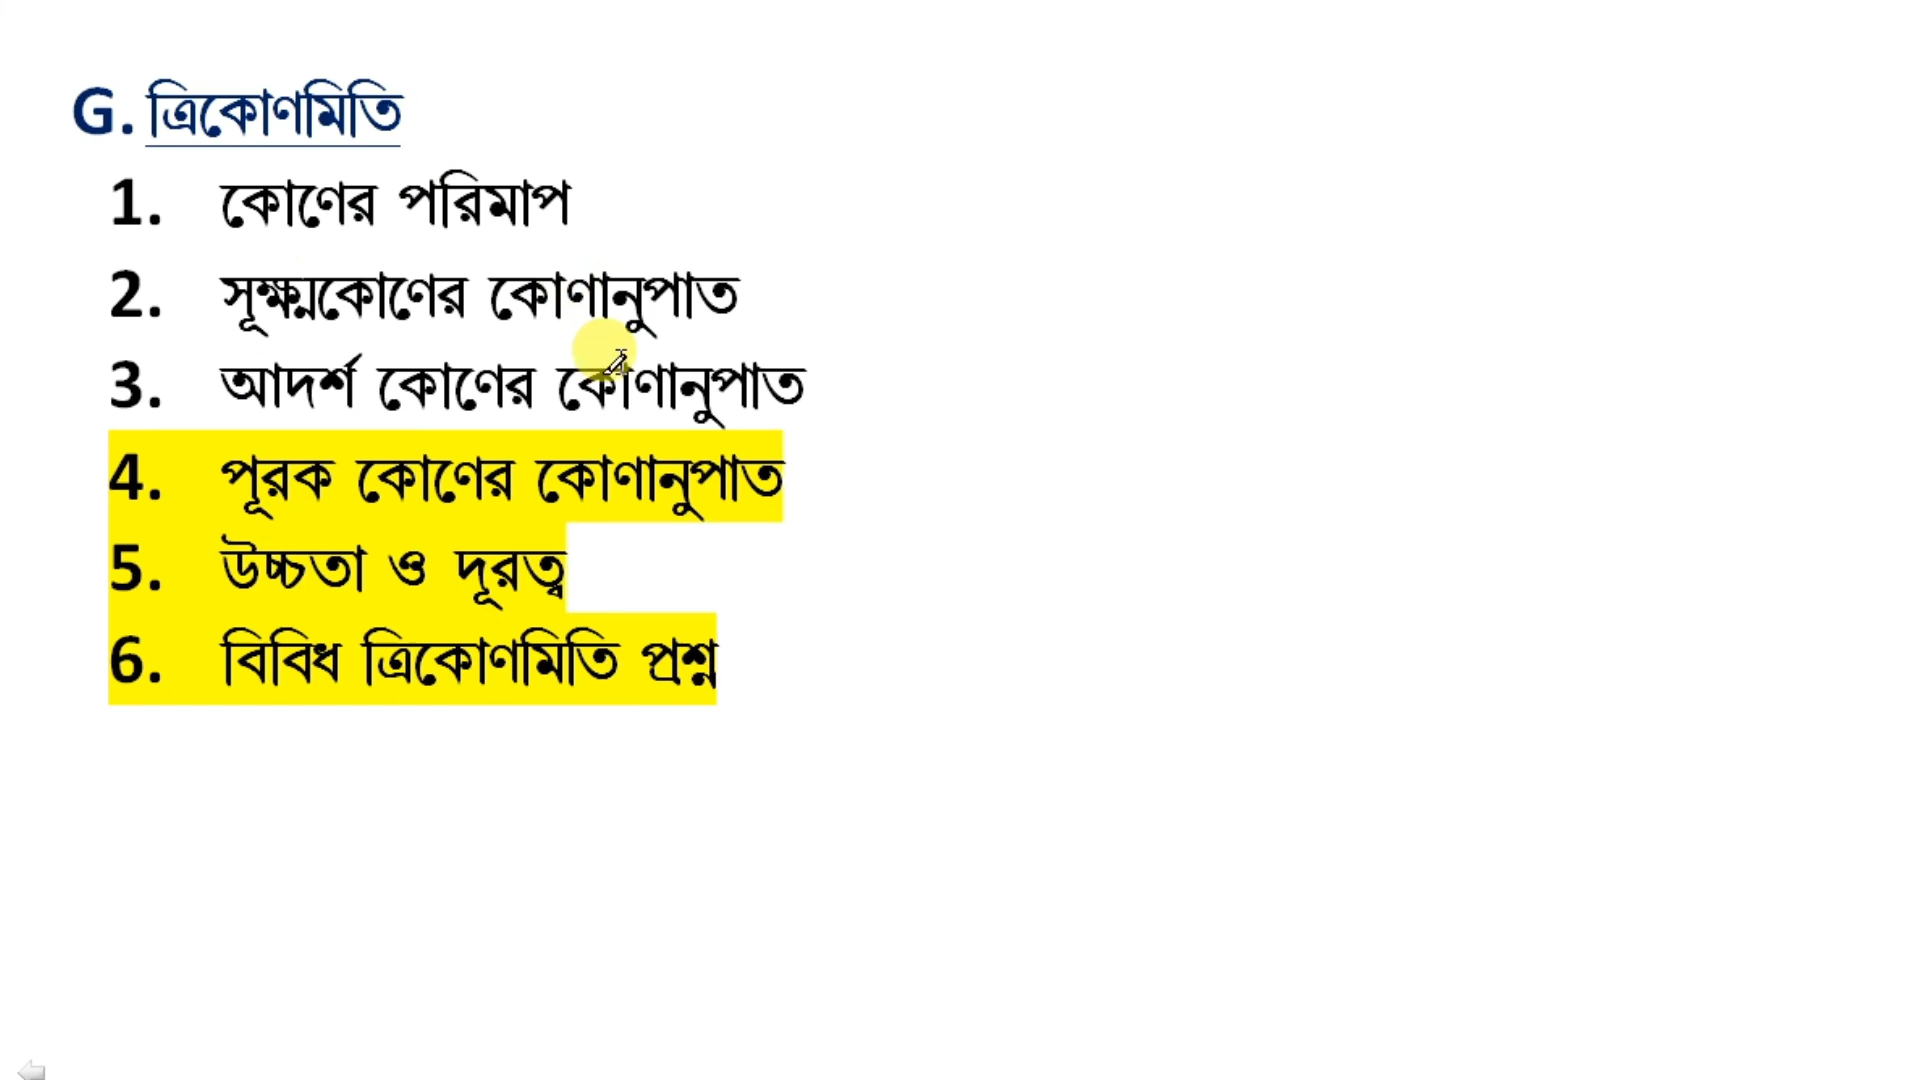 G. ত্রিকোণমিতি
1. কোণের পরিমাপ
2. সূক্ষ্মকোণের কোণানুপাত
3. আদর্শ কোণের কোণানুপাত
4. পূরক কোণের কোণানুপাত
5. উচ্চতা ও দূরত্ব
6. বিবিধ ত্রিকোণমিতি প্রশ্ন